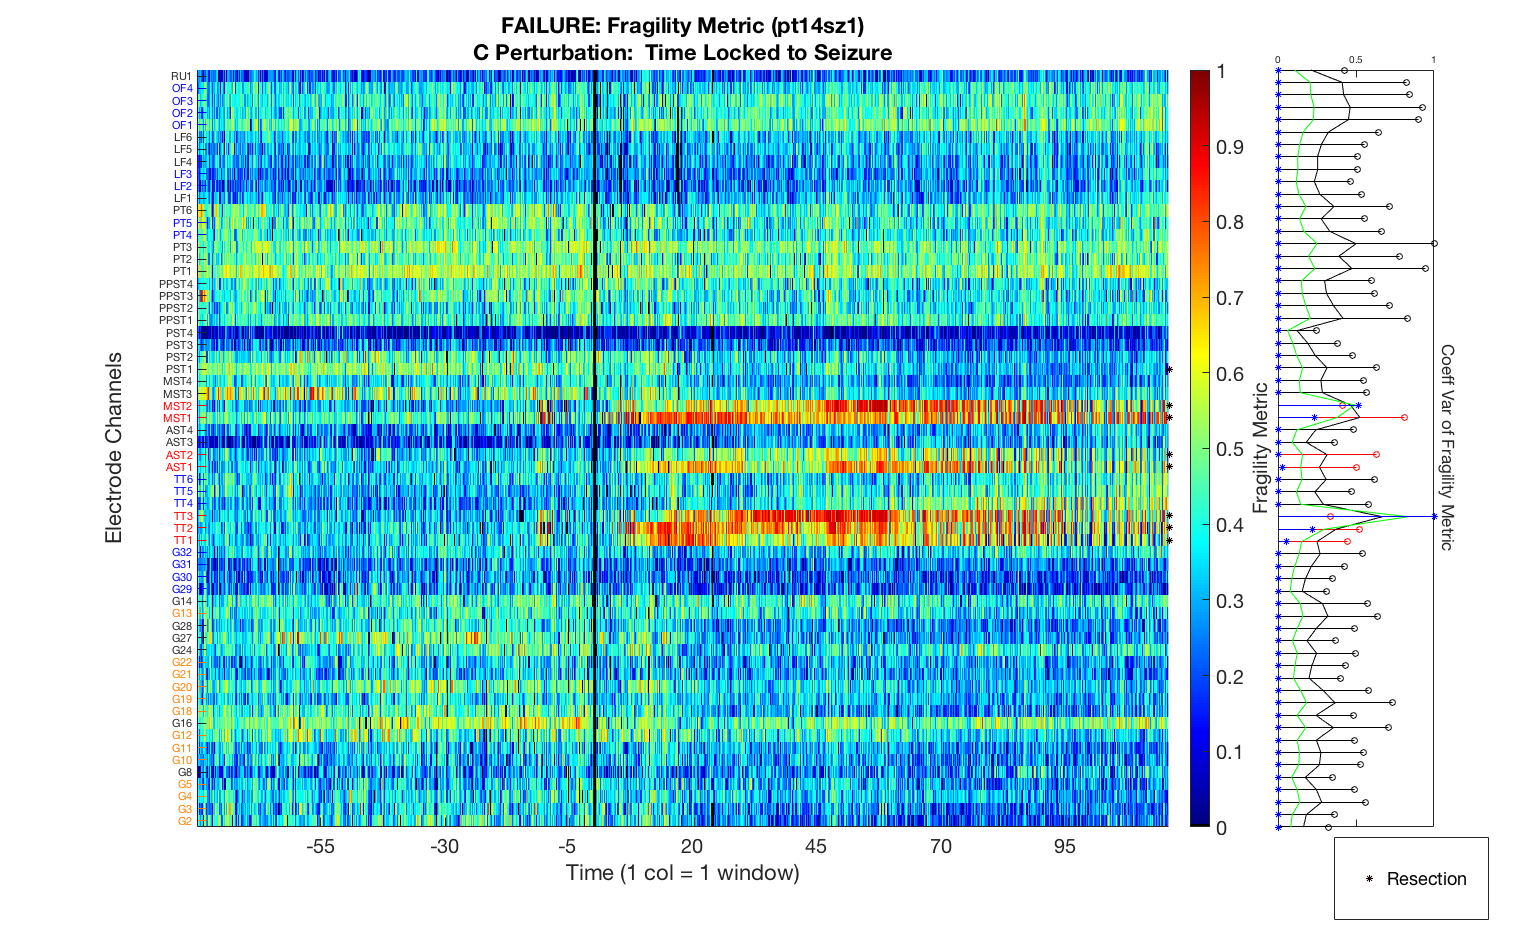 FAILURE: Fragility Metric (pt14sz1)
C Perturbation:  Time Locked to Seizure
Electrode Channels
RU1
OF4
OF3
OF2
OF1
LF6
LF5
LF4
LF3
LF2
LF1
PT6
PT5
PT4
PT3
PT2
PT1
PPST4
PPST3
PPST2
PPST1
PST4
PST3
PST2
PST1
MST4
MST3
MST2
MST1
AST4
AST3
AST2
AST1
TT6
TT5
TT4
TT3
TT2
TT1
G32
G31
G30
G29
G14
G13
G28
G27
G24
G22
G21
G20
G19
G18
G16
G12
G11
G10
G8
G5
G4
G3
G2
-55 -30 -5 20 45 70 95
Time (1 col = 1 window)
1
0.9
0.8
0.7
0.6
0.5
0.4
0.3
0.2
0.1
0
Fragility Metric
0 0.5 1
Coeff Var of Fragility Metric
Resection